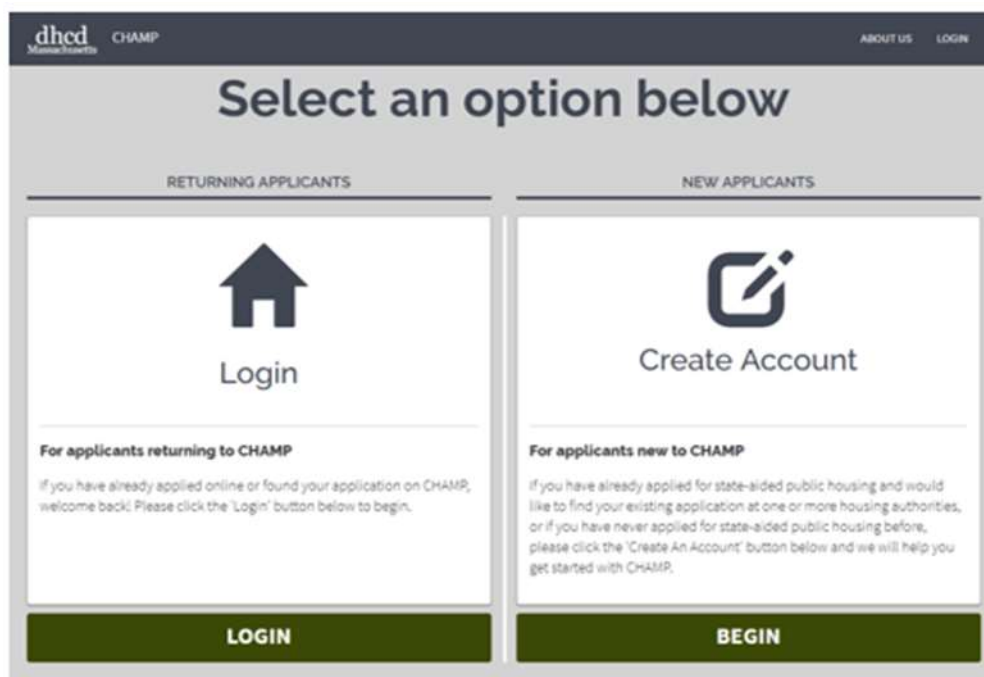 dhcd
Massachusetts
CHAMP
ABOUT US
LOGIN
Select an option below
RETURNING APPLICANTS
Login
For applicants returning to CHAMP
If you have already applied online or found your application on CHAMP,
welcome back! Please click the 'Login' button below to begin.
LOGIN
NEW APPLICANTS
Create Account
For applicants new to CHAMP
If you have already applied for state-aided public housing and would
like to find your existing application at one or more housing authorities,
or if you have never applied for state-aided public housing before,
please click the 'Create An Account' button below and we will help you
get started with CHAMP.
BEGIN